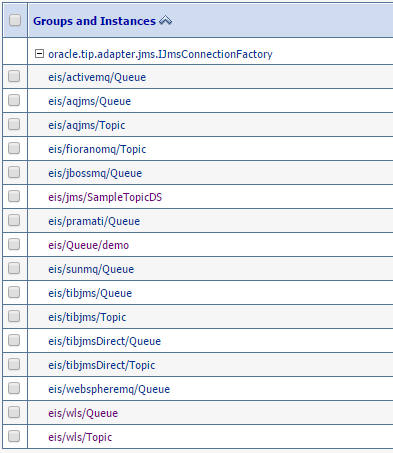 Groups and Instances
oracle.tip.adapter.jms.IJmsConnectionFactory
eis/activemq/Queue
eis/aqjms/Queue
eis/aqjms/Topic
eis/fioranomq/Topic
eis/jbossmq/Queue
eis/jms/SampleTopicDS
eis/pramati/Queue
eis/Queue/demo
eis/sunmq/Queue
eis/tibjms/Queue
eis/tibjms/Topic
eis/tibjmsDirect/Queue
eis/tibjmsDirect/Topic
eis/webspheremq/Queue
eis/wls/Queue
eis/wls/Topic